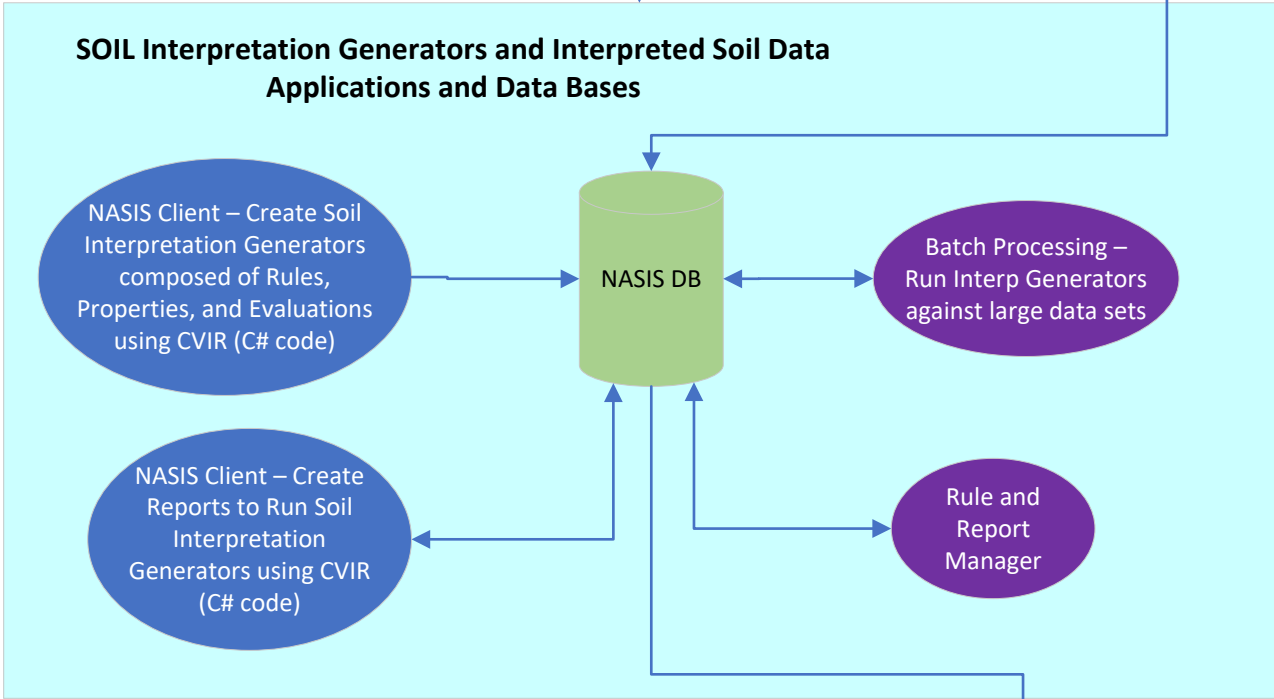 SOIL Interpretation Generators and Interpreted Soil Data
Applications and Data Bases
NASIS Client – Create Soil
Interpretation Generators
composed of Rules,
Properties, and Evaluations
using CVIR (C# code)
NASIS DB
Batch Processing –
Run Interp Generators
against large data sets
NASIS Client – Create
Reports to Run Soil
Interpretation
Generators using CVIR
(C# code)
Rule and
Report
Manager